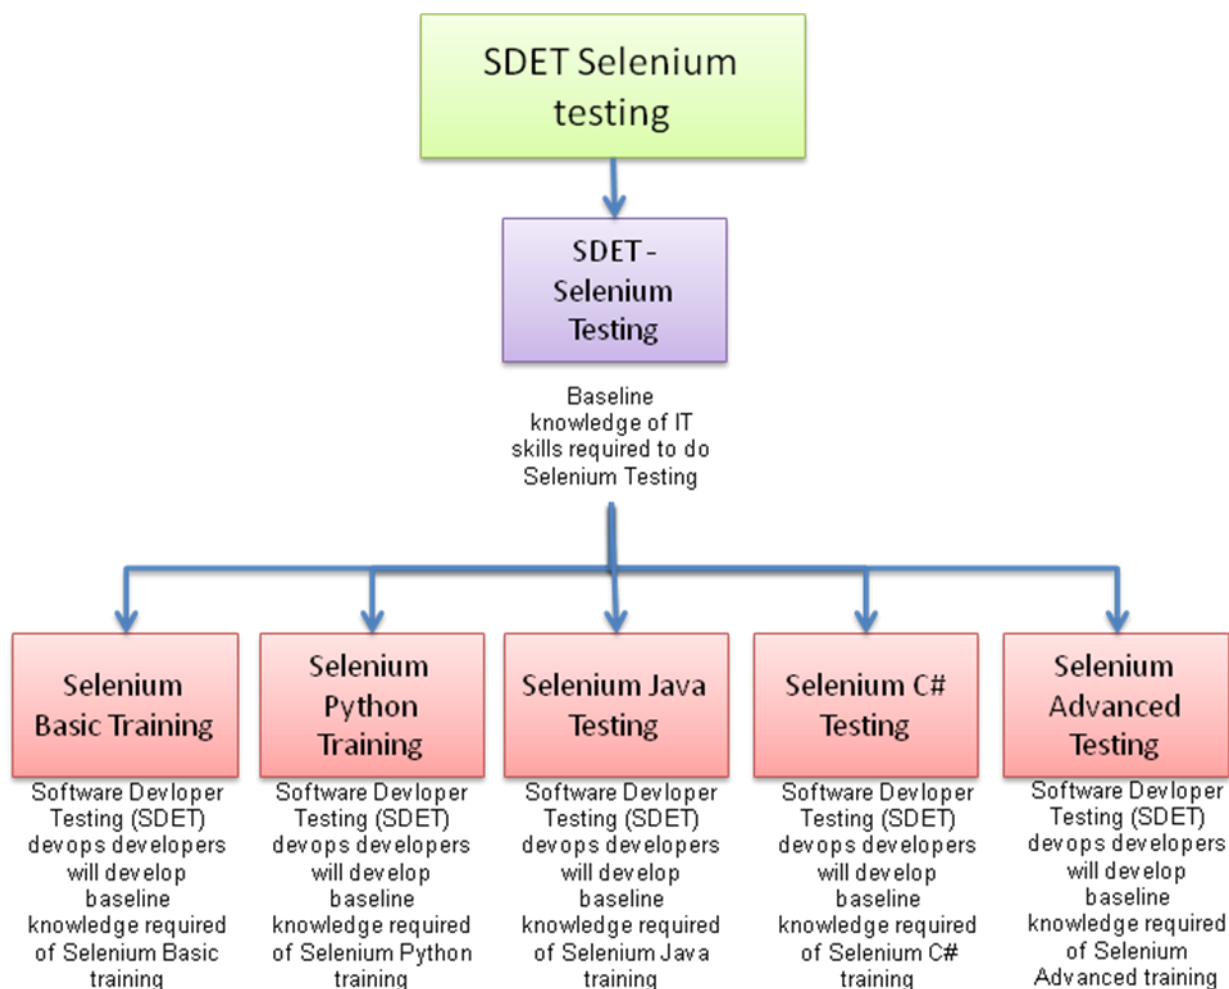 SDET Selenium
testing
SDET -
Selenium
Testing
Baseline
knowledge of IT
skills required to do
Selenium Testing
Selenium
Basic Training
Selenium
Python
Training
Selenium Java
Testing
Selenium C#
Testing
Selenium
Advanced
Testing
Software Devloper
Testing (SDET)
devops developers
will develop
baseline
knowledge required
of Selenium Basic
training
Software Devloper
Testing (SDET)
devops developers
will develop
baseline
knowledge required
of Selenium Python
training
Software Devloper
Testing (SDET)
devops developers
will develop
baseline
knowledge required
of Selenium Java
training
Software Devloper
Testing (SDET)
devops developers
will develop
baseline
knowledge required
of Selenium C#
training
Software Devloper
Testing (SDET)
devops developers
will develop
baseline
knowledge required
of Selenium
Advanced training